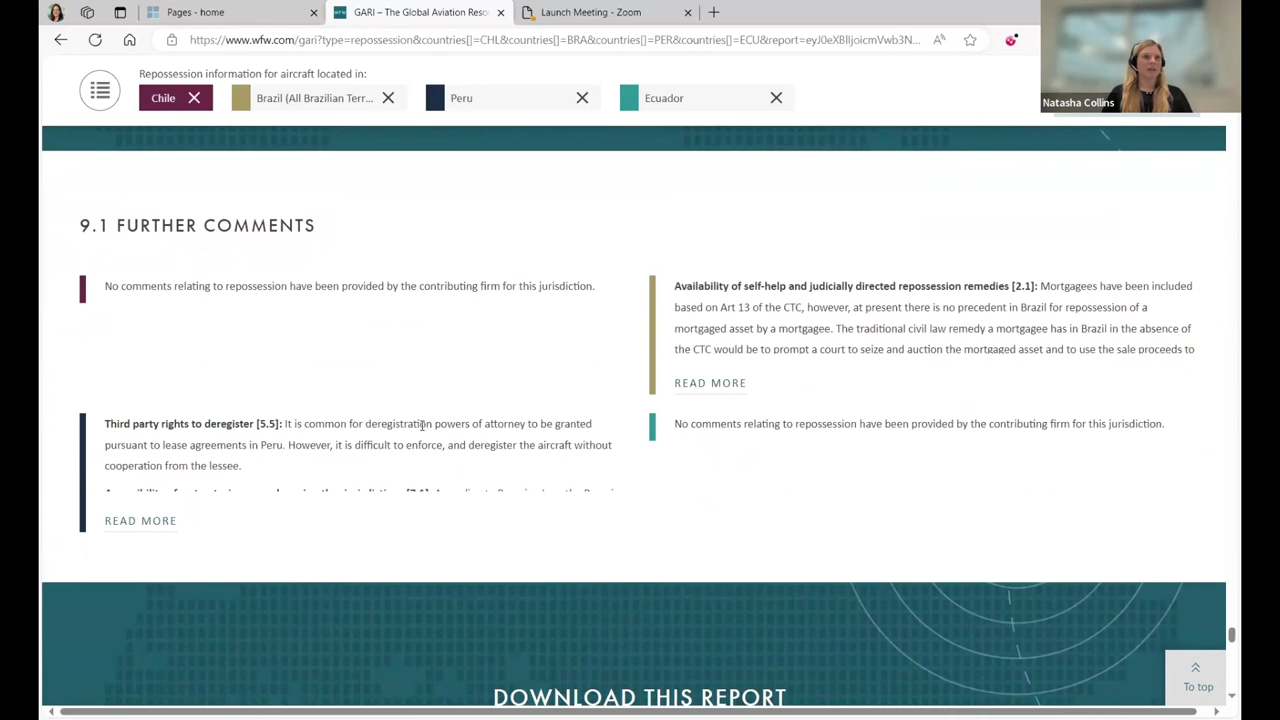 Pages - home
GARI – The Global Aviation Reso
Launch Meeting - Zoom
https://www.wfw.com/gari?type=repossession&countries[]=CHL&countries[]=BRA&countries[]=PER&countries[]=ECU&report=eyJ0eXBlIjoicmVwb3N...
Natasha Collins
Repossession information for aircraft located in:
Chile
Brazil (All Brazilian Terr...
Peru
Ecuador
9.1 FURTHER COMMENTS
No comments relating to repossession have been provided by the contributing firm for this jurisdiction.
Availability of self-help and judicially directed repossession remedies [2.1]: Mortgagees have been included
based on Art 13 of the CTC, however, at present there is no precedent in Brazil for repossession of a
mortgaged asset by a mortgagee. The traditional civil law remedy a mortgagee has in Brazil in the absence of
the CTC would be to prompt a court to seize and auction the mortgaged asset and to use the sale proceeds to
READ MORE
Third party rights to deregister [5.5]: It is common for deregistration powers of attorney to be granted
pursuant to lease agreements in Peru. However, it is difficult to enforce, and deregister the aircraft without
cooperation from the lessee.
READ MORE
No comments relating to repossession have been provided by the contributing firm for this jurisdiction.
To top
DOWNLOAD THIS REPORT